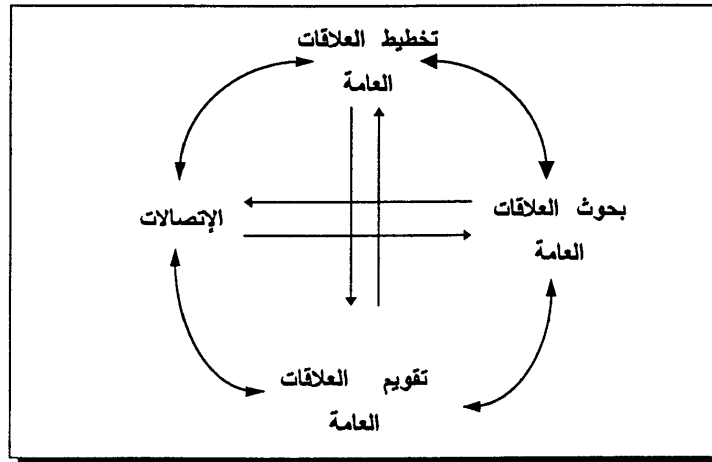 تخطيط العلاقات
العامة
بحوث العلاقات
العامة
الإتصالات
تقويم العلاقات
العامة